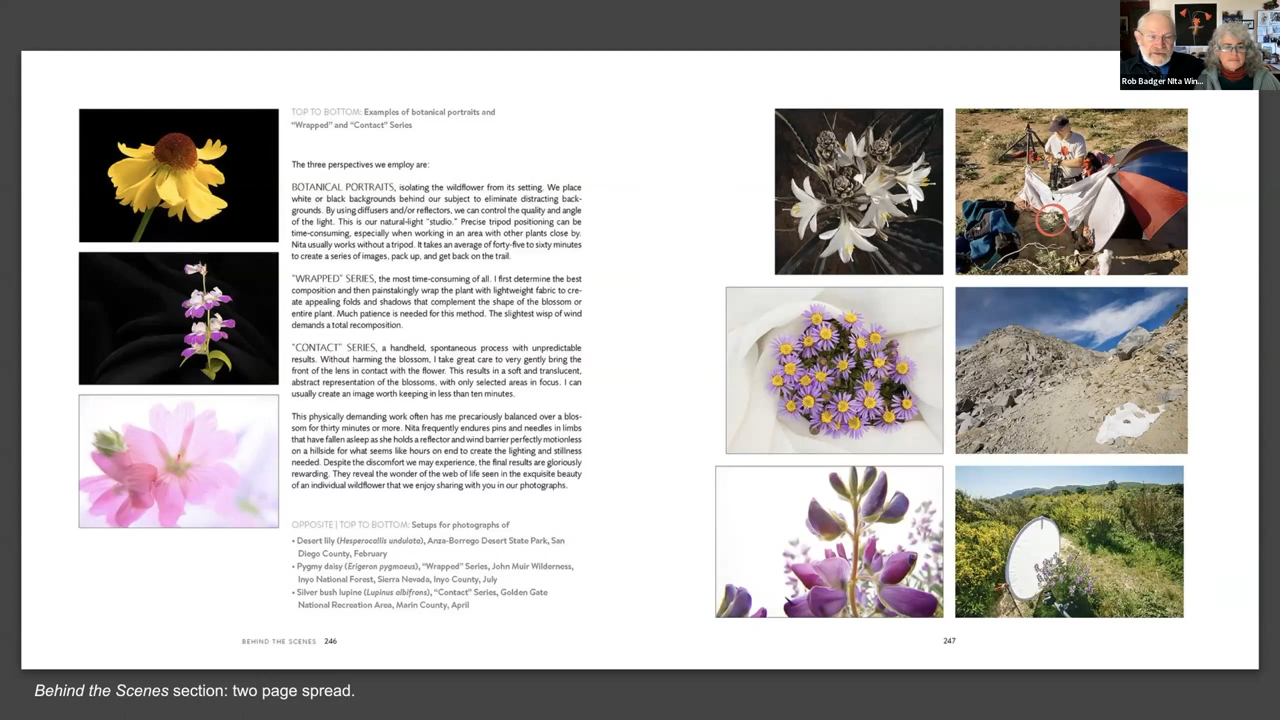 Rob Badger NIta Win...
TOP TO BOTTOM: Examples of botanical portraits and
“Wrapped” and “Contact” Series
The three perspectives we employ are:
BOTANICAL PORTRAITS, isolating the wildflower from its setting. We place
white or black backgrounds behind our subject to eliminate distracting back-
grounds. By using diffusers and/or reflectors, we can control the quality and angle
of the light. This is our natural-light “studio.” Precise tripod positioning can be
time-consuming, especially when working in an area with other plants close by.
Nita usually works without a tripod. It takes an average of forty-five to sixty minutes
to create a series of images, pack up, and get back on the trail.
“WRAPPED” SERIES, the most time-consuming of all. I first determine the best
composition and then painstakingly wrap the plant with lightweight fabric to cre-
ate appealing folds and shadows that complement the shape of the blossom or
entire plant. Much patience is needed for this method. The slightest wisp of wind
demands a total recomposition.
“CONTACT” SERIES, a handheld, spontaneous process with unpredictable
results. Without harming the blossom, I take great care to very gently bring the
front of the lens in contact with the flower. This results in a soft and translucent,
abstract representation of the blossoms, with only selected areas in focus. I can
usually create an image worth keeping in less than ten minutes.
This physically demanding work often has me precariously balanced over a blos-
som for thirty minutes or more. Nita frequently endures pins and needles in limbs
that have fallen asleep as she holds a reflector and wind barrier perfectly motionless
on a hillside for what seems like hours on end to create the lighting and stillness
needed. Despite the discomfort we may experience, the final results are gloriously
rewarding. They reveal the wonder of the web of life seen in the exquisite beauty
of an individual wildflower that we enjoy sharing with you in our photographs.
OPPOSITE | TOP TO BOTTOM: Setups for photographs of
• Desert lily (Hesperocallis undulata), Anza-Borrego Desert State Park, San
Diego County, February
• Pygmy daisy (Erigeron pygmaeus), “Wrapped” Series, John Muir Wilderness,
Inyo National Forest, Sierra Nevada, Inyo County, July
• Silver bush lupine (Lupinus albifrons), “Contact” Series, Golden Gate
National Recreation Area, Marin County, April
BEHIND THE SCENES 246
247
Behind the Scenes section: two page spread.